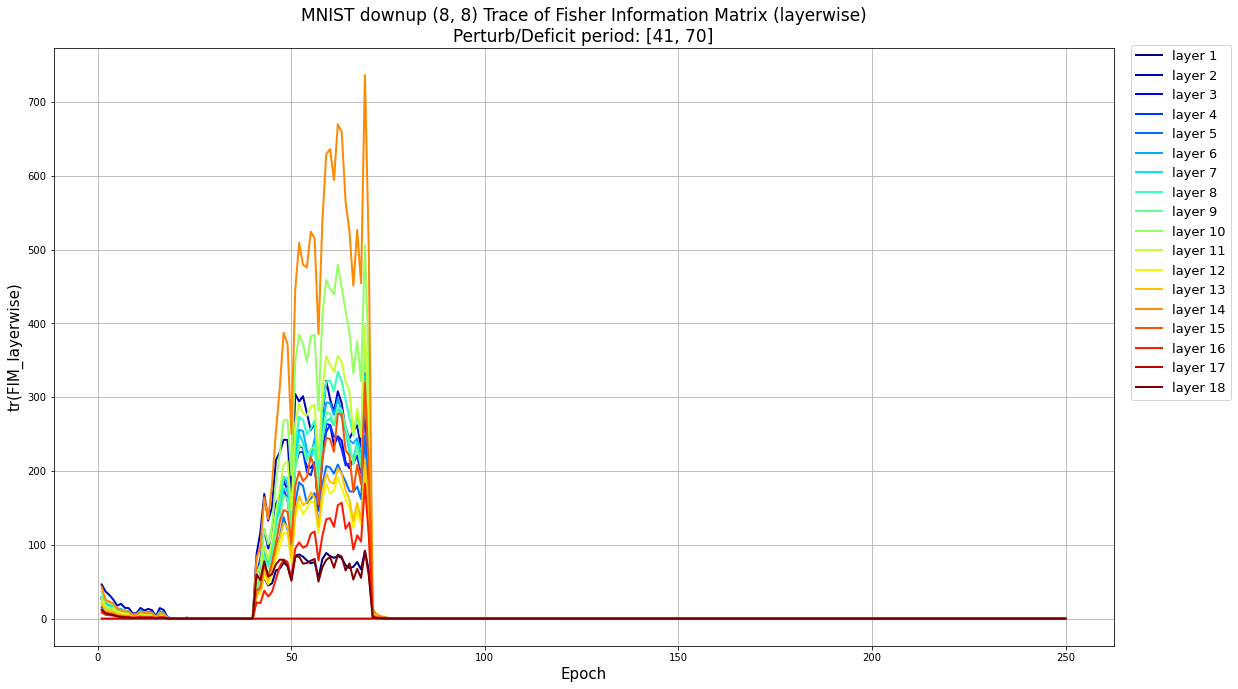 MNIST downup (8, 8) Trace of Fisher Information Matrix (layerwise)
Perturb/Deficit period: [41, 70]
tr(FIM_layerwise)
700
600
500
400
300
200
100
0
0
50
100
150
200
250
Epoch
layer 1
layer 2
layer 3
layer 4
layer 5
layer 6
layer 7
layer 8
layer 9
layer 10
layer 11
layer 12
layer 13
layer 14
layer 15
layer 16
layer 17
layer 18